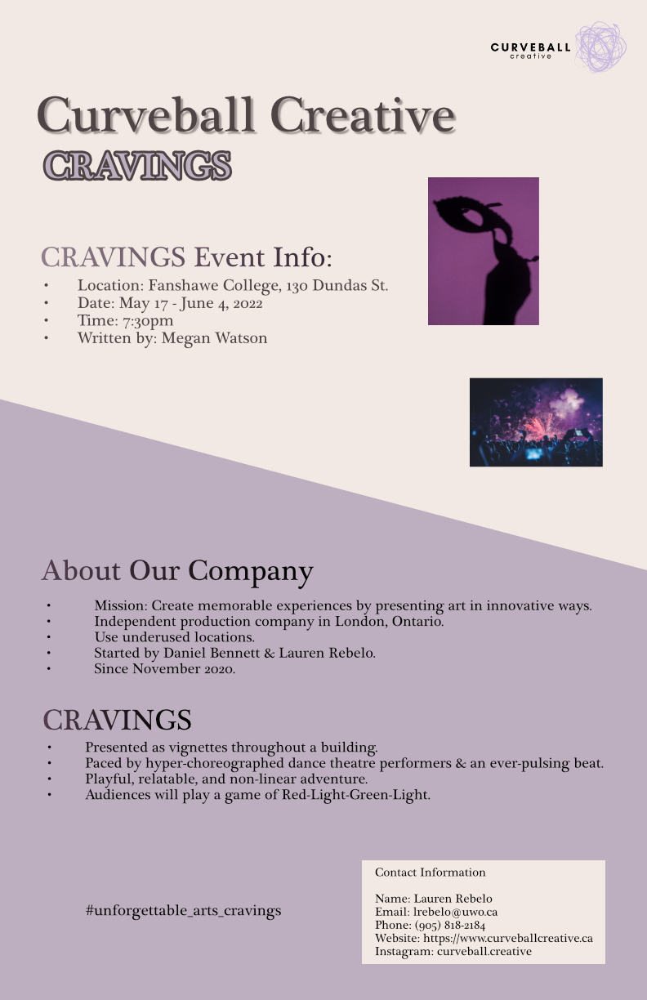 CURVEBALL
creative
Curveball Creative
CRAVINGS
CRAVINGS Event Info:
• Location: Fanshawe College, 130 Dundas St.
• Date: May 17 - June 4, 2022
• Time: 7:30pm
• Written by: Megan Watson
About Our Company
• Mission: Create memorable experiences by presenting art in innovative ways.
• Independent production company in London, Ontario.
• Use underused locations.
• Started by Daniel Bennett & Lauren Rebelo.
• Since November 2020.
CRAVINGS
• Presented as vignettes throughout a building.
• Paced by hyper-choreographed dance theatre performers & an ever-pulsing beat.
• Playful, relatable, and non-linear adventure.
• Audiences will play a game of Red-Light-Green-Light.
#unforgettable_arts_cravings
Contact Information
Name: Lauren Rebelo
Email: lrebelo@uwo.ca
Phone: (905) 818-2184
Website: https://www.curveballcreative.ca
Instagram: curveball.creative